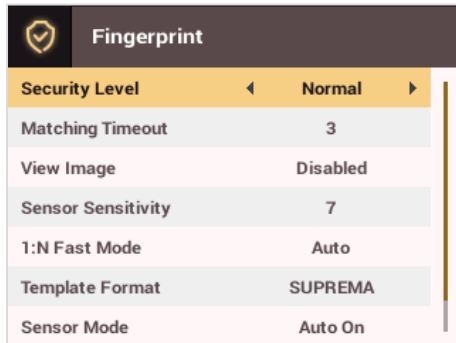 Fingerprint
Security Level Normal
Matching Timeout 3
View Image Disabled
Sensor Sensitivity 7
1:N Fast Mode Auto
Template Format SUPREMA
Sensor Mode Auto On